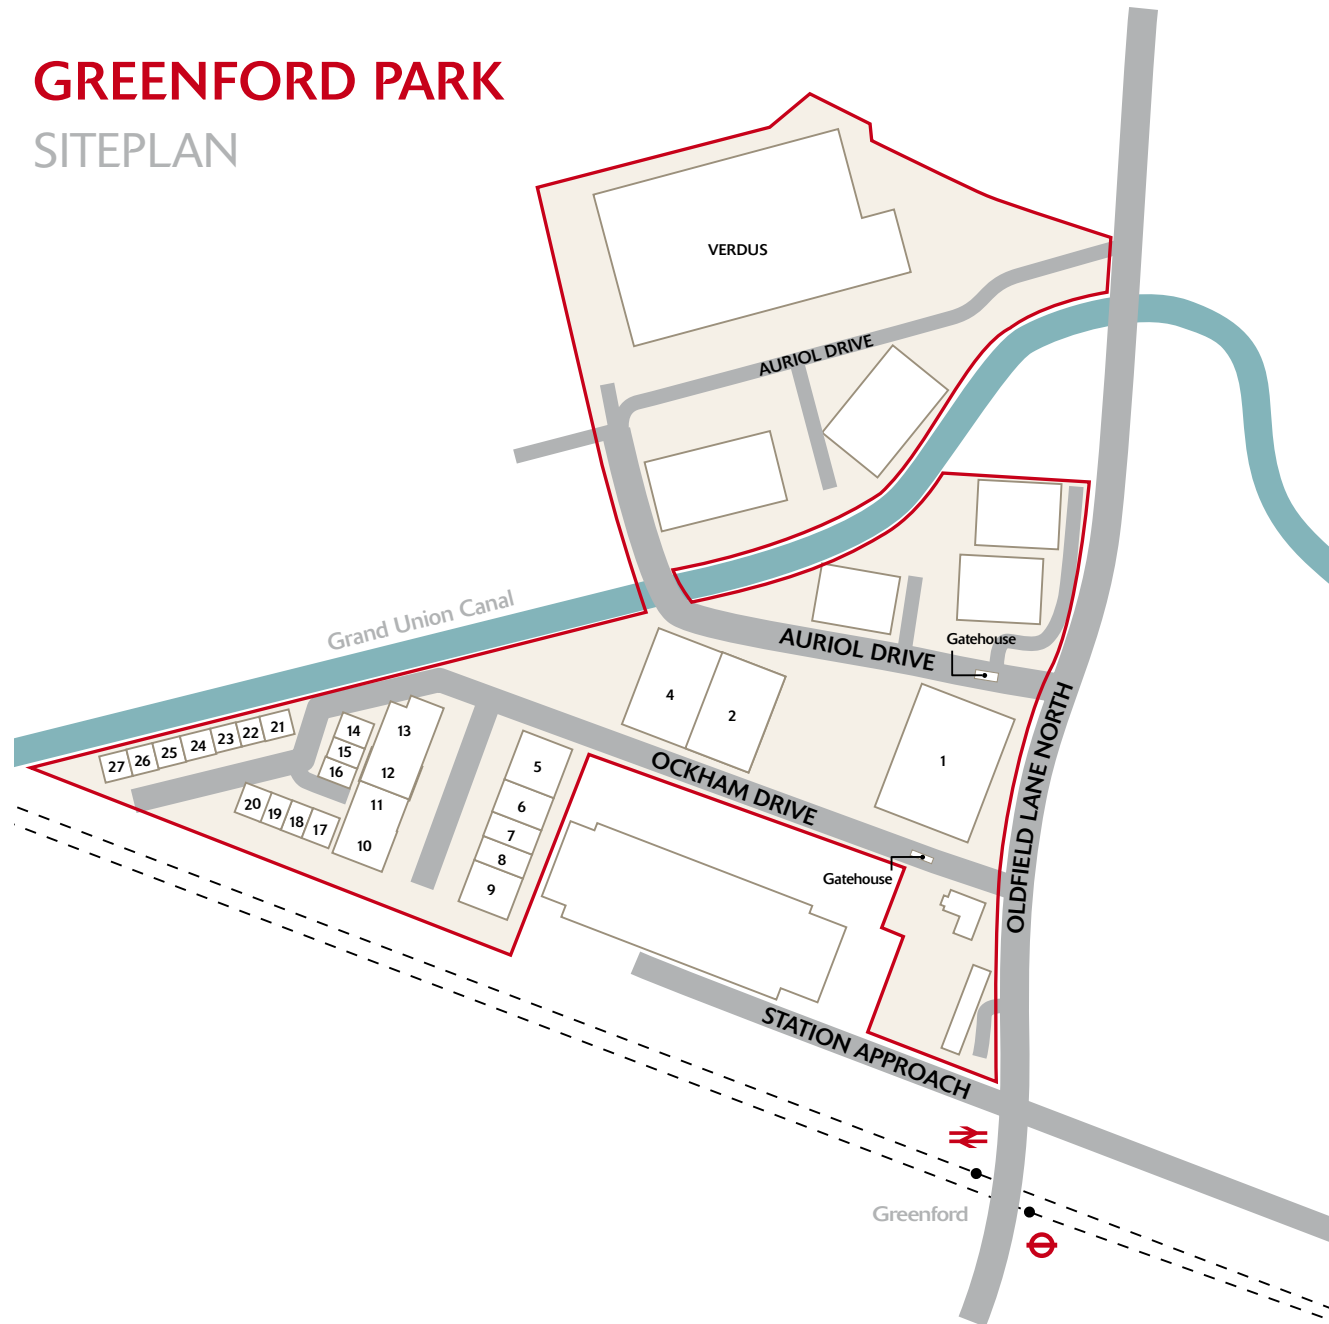 GREENFORD PARK
SITEPLAN
VERDUS
AURIOL DRIVE
Grand Union Canal
AURIOL DRIVE
Gatehouse
4
2
1
OCKHAM DRIVE
OLDFIELD LANE NORTH
Gatehouse
27
26
25
24
23
22
21
14
15
16
13
12
11
10
20
19
18
17
5
6
7
8
9
STATION APPROACH
Greenford